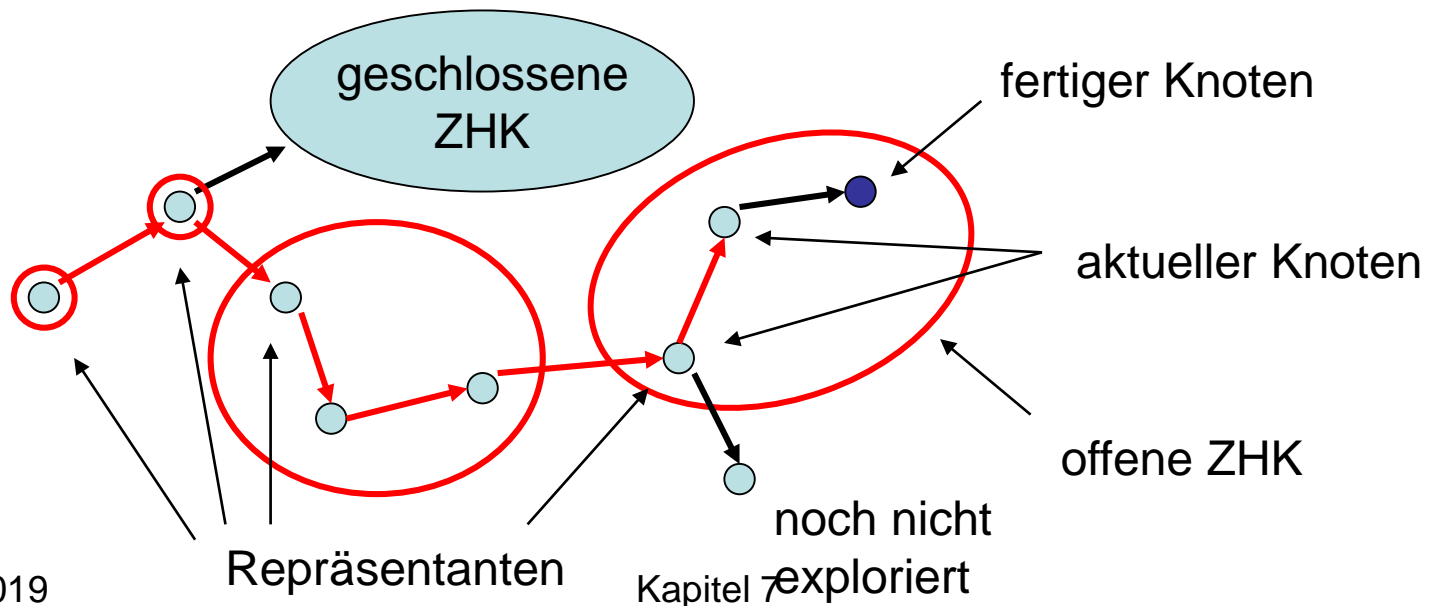 geschlossene
ZHK
fertiger Knoten
aktueller Knoten
offene ZHK
noch nicht
exploriert
Repräsentanten
019
Kapitel 7